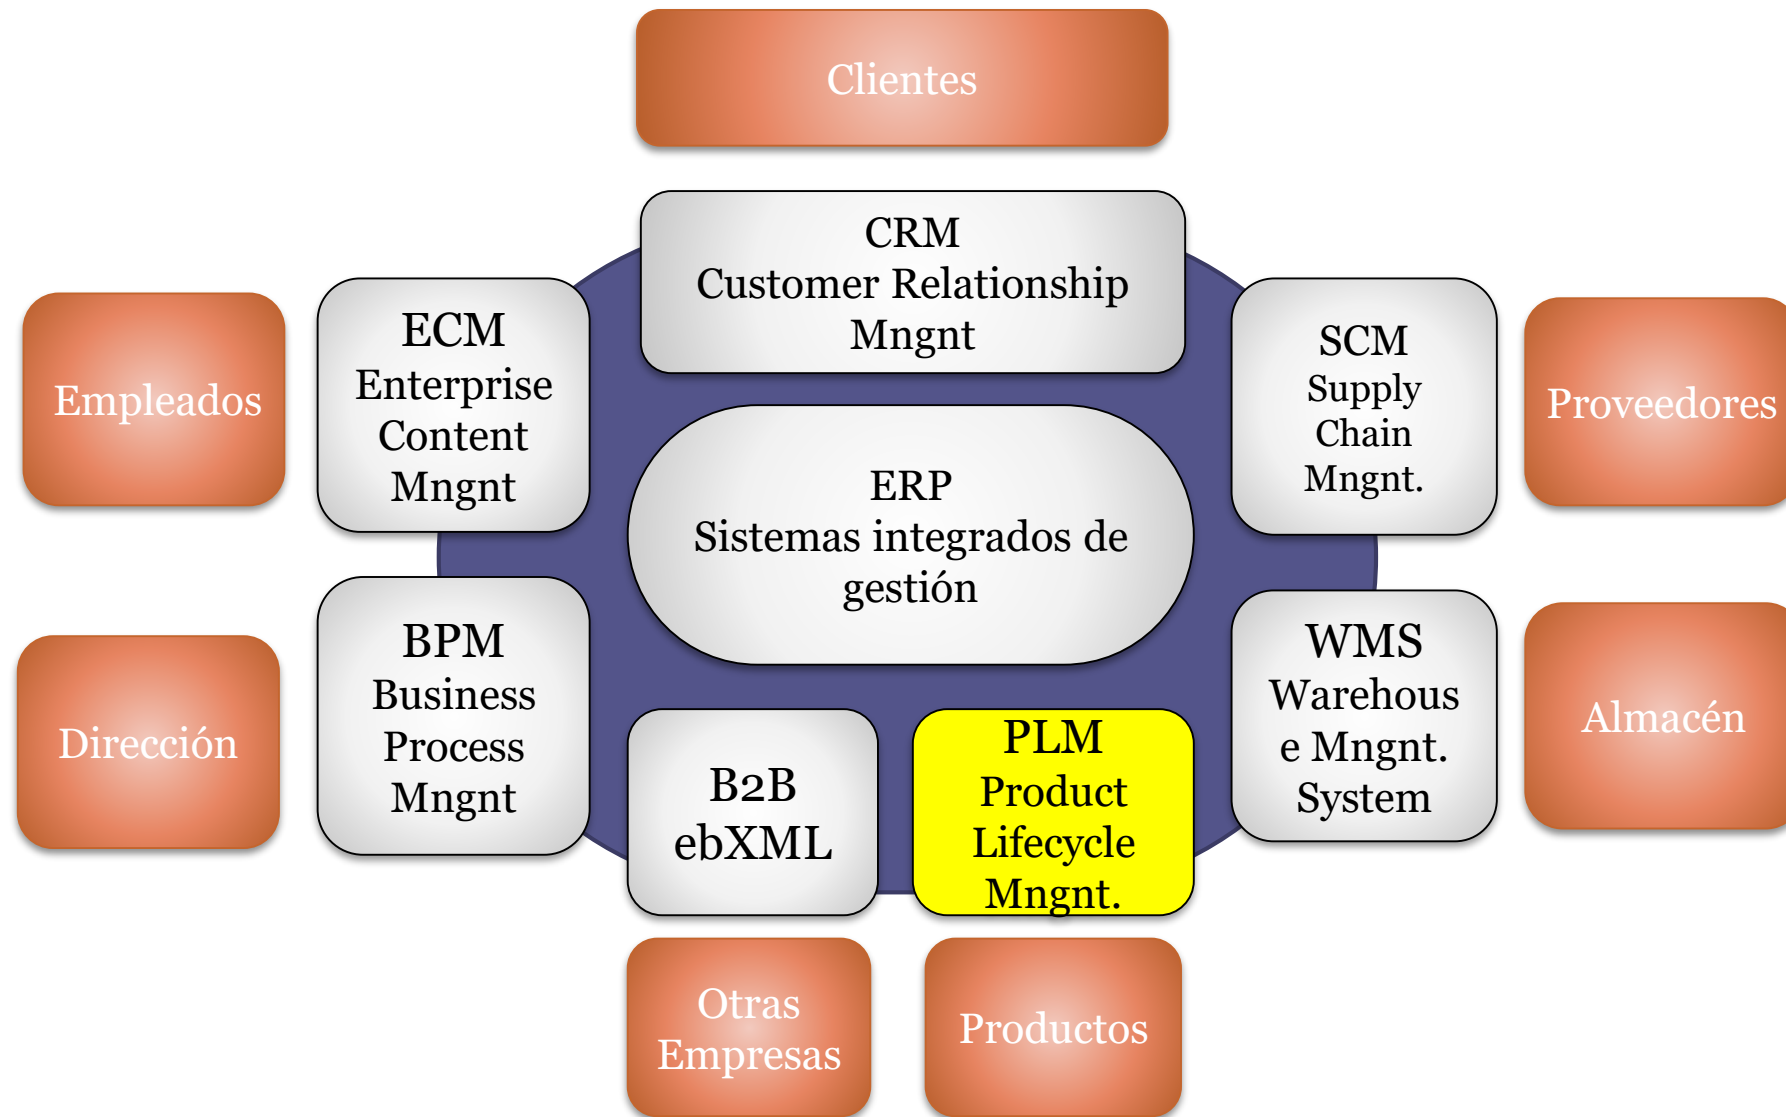 Clientes
CRM
Customer Relationship
Mngnt
Empleados
ECM
Enterprise
Content
Mngnt
SCM
Supply
Chain
Mngnt.
Proveedores
ERP
Sistemas integrados de
gestión
Dirección
BPM
Business
Process
Mngnt
B2B
ebXML
PLM
Product
Lifecycle
Mngnt.
WMS
Warehous
e Mngnt.
System
Almacén
Otras
Empresas
Productos